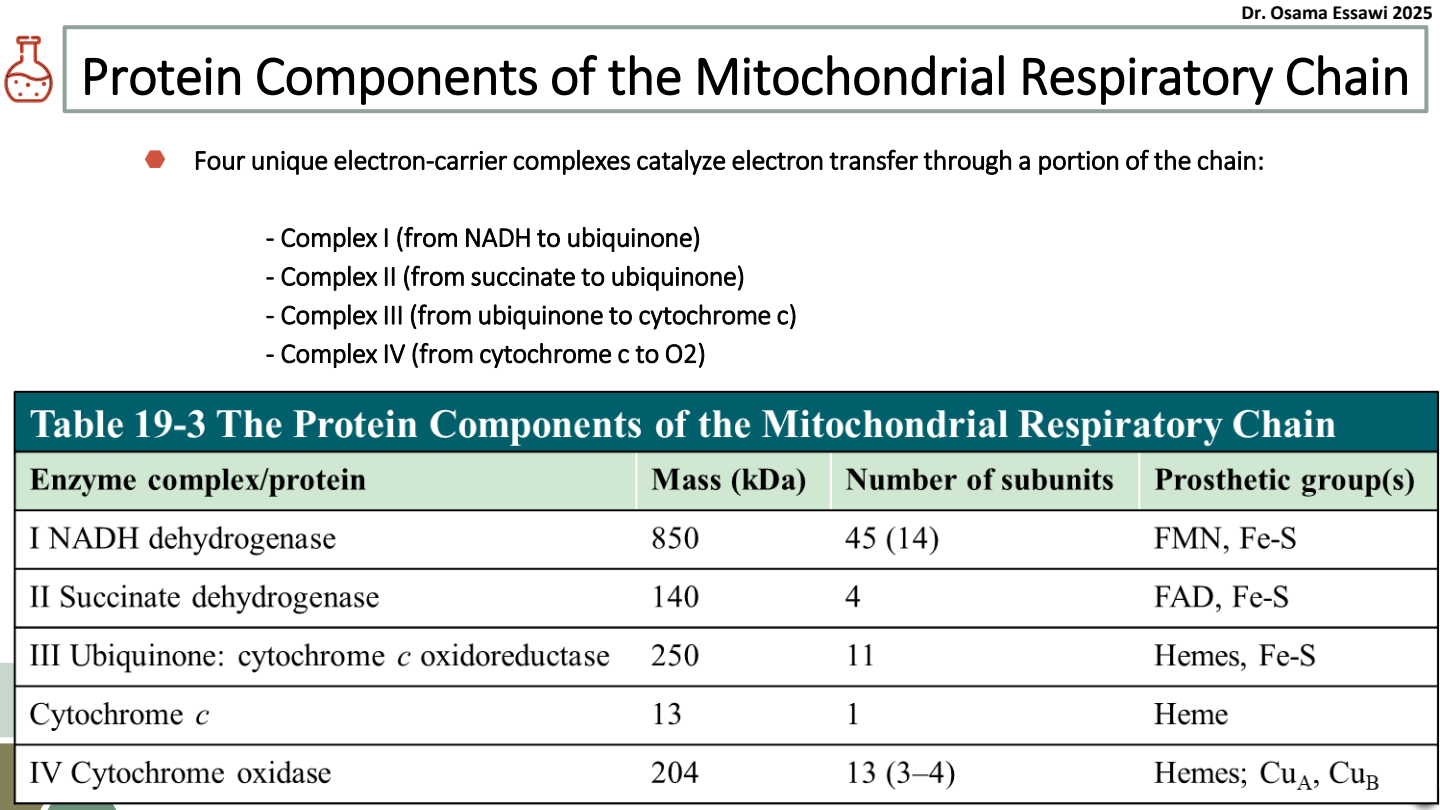 Dr. Osama Essawi 2025
Protein Components of the Mitochondrial Respiratory Chain
Four unique electron-carrier complexes catalyze electron transfer through a portion of the chain:
- Complex I (from NADH to ubiquinone)
- Complex II (from succinate to ubiquinone)
- Complex III (from ubiquinone to cytochrome c)
- Complex IV (from cytochrome c to O2)
Table 19-3 The Protein Components of the Mitochondrial Respiratory Chain
Enzyme complex/protein Mass (kDa) Number of subunits Prosthetic group(s)
I NADH dehydrogenase 850 45 (14) FMN, Fe-S
II Succinate dehydrogenase 140 4 FAD, Fe-S
III Ubiquinone: cytochrome c oxidoreductase 250 11 Hemes, Fe-S
Cytochrome c 13 1 Heme
IV Cytochrome oxidase 204 13 (3–4) Hemes; CuA, CuB